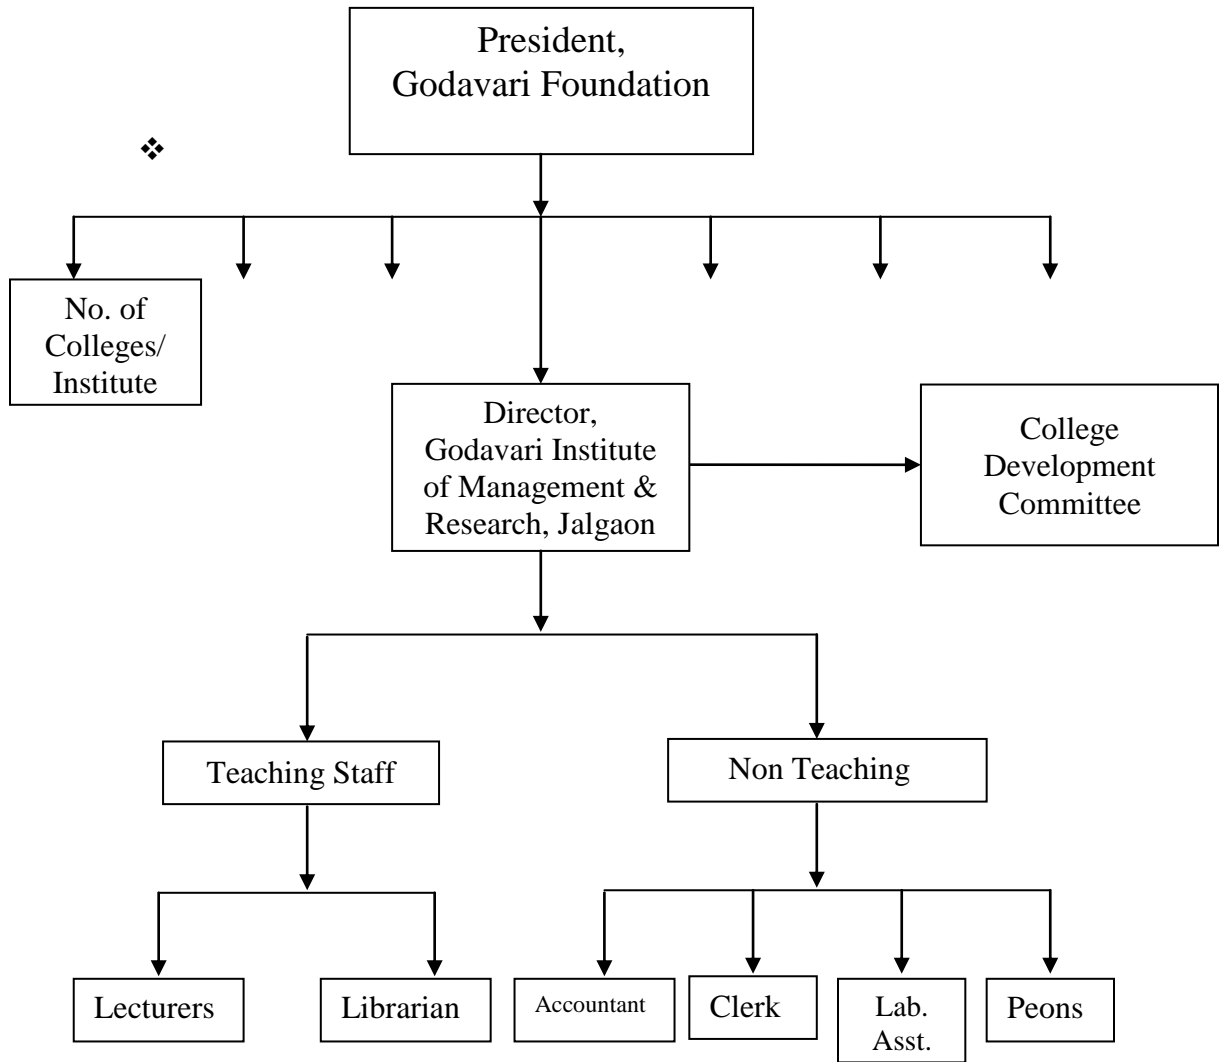 President,
Godavari Foundation
❖
No. of
Colleges/
Institute
Director,
Godavari Institute
of Management &
Research, Jalgaon
College
Development
Committee
Teaching Staff
Non Teaching
Lecturers
Librarian
Accountant
Clerk
Lab.
Asst.
Peons